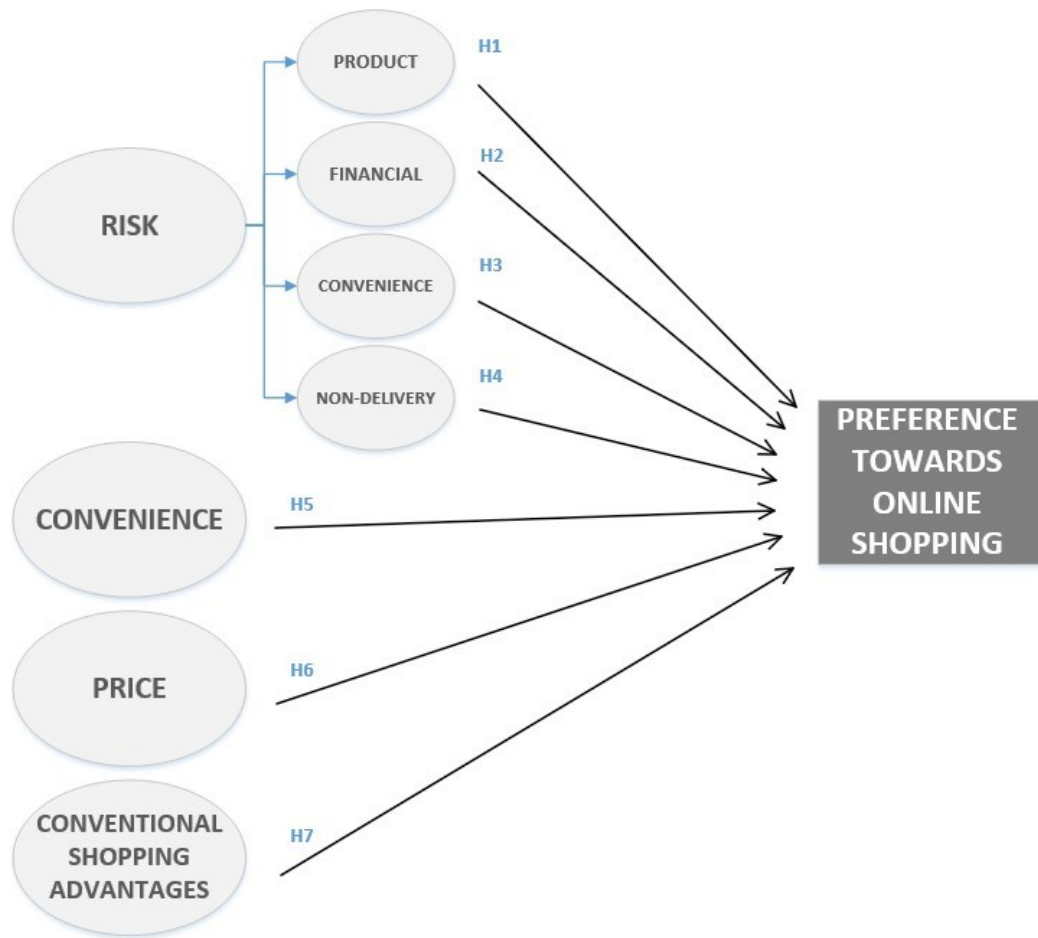 PRODUCT
H1
FINANCIAL
H2
RISK
CONVENIENCE
H3
NON-DELIVERY
H4
PREFERENCE
TOWARDS
ONLINE
SHOPPING
CONVENIENCE
H5
PRICE
H6
CONVENTIONAL
SHOPPING
ADVANTAGES
H7